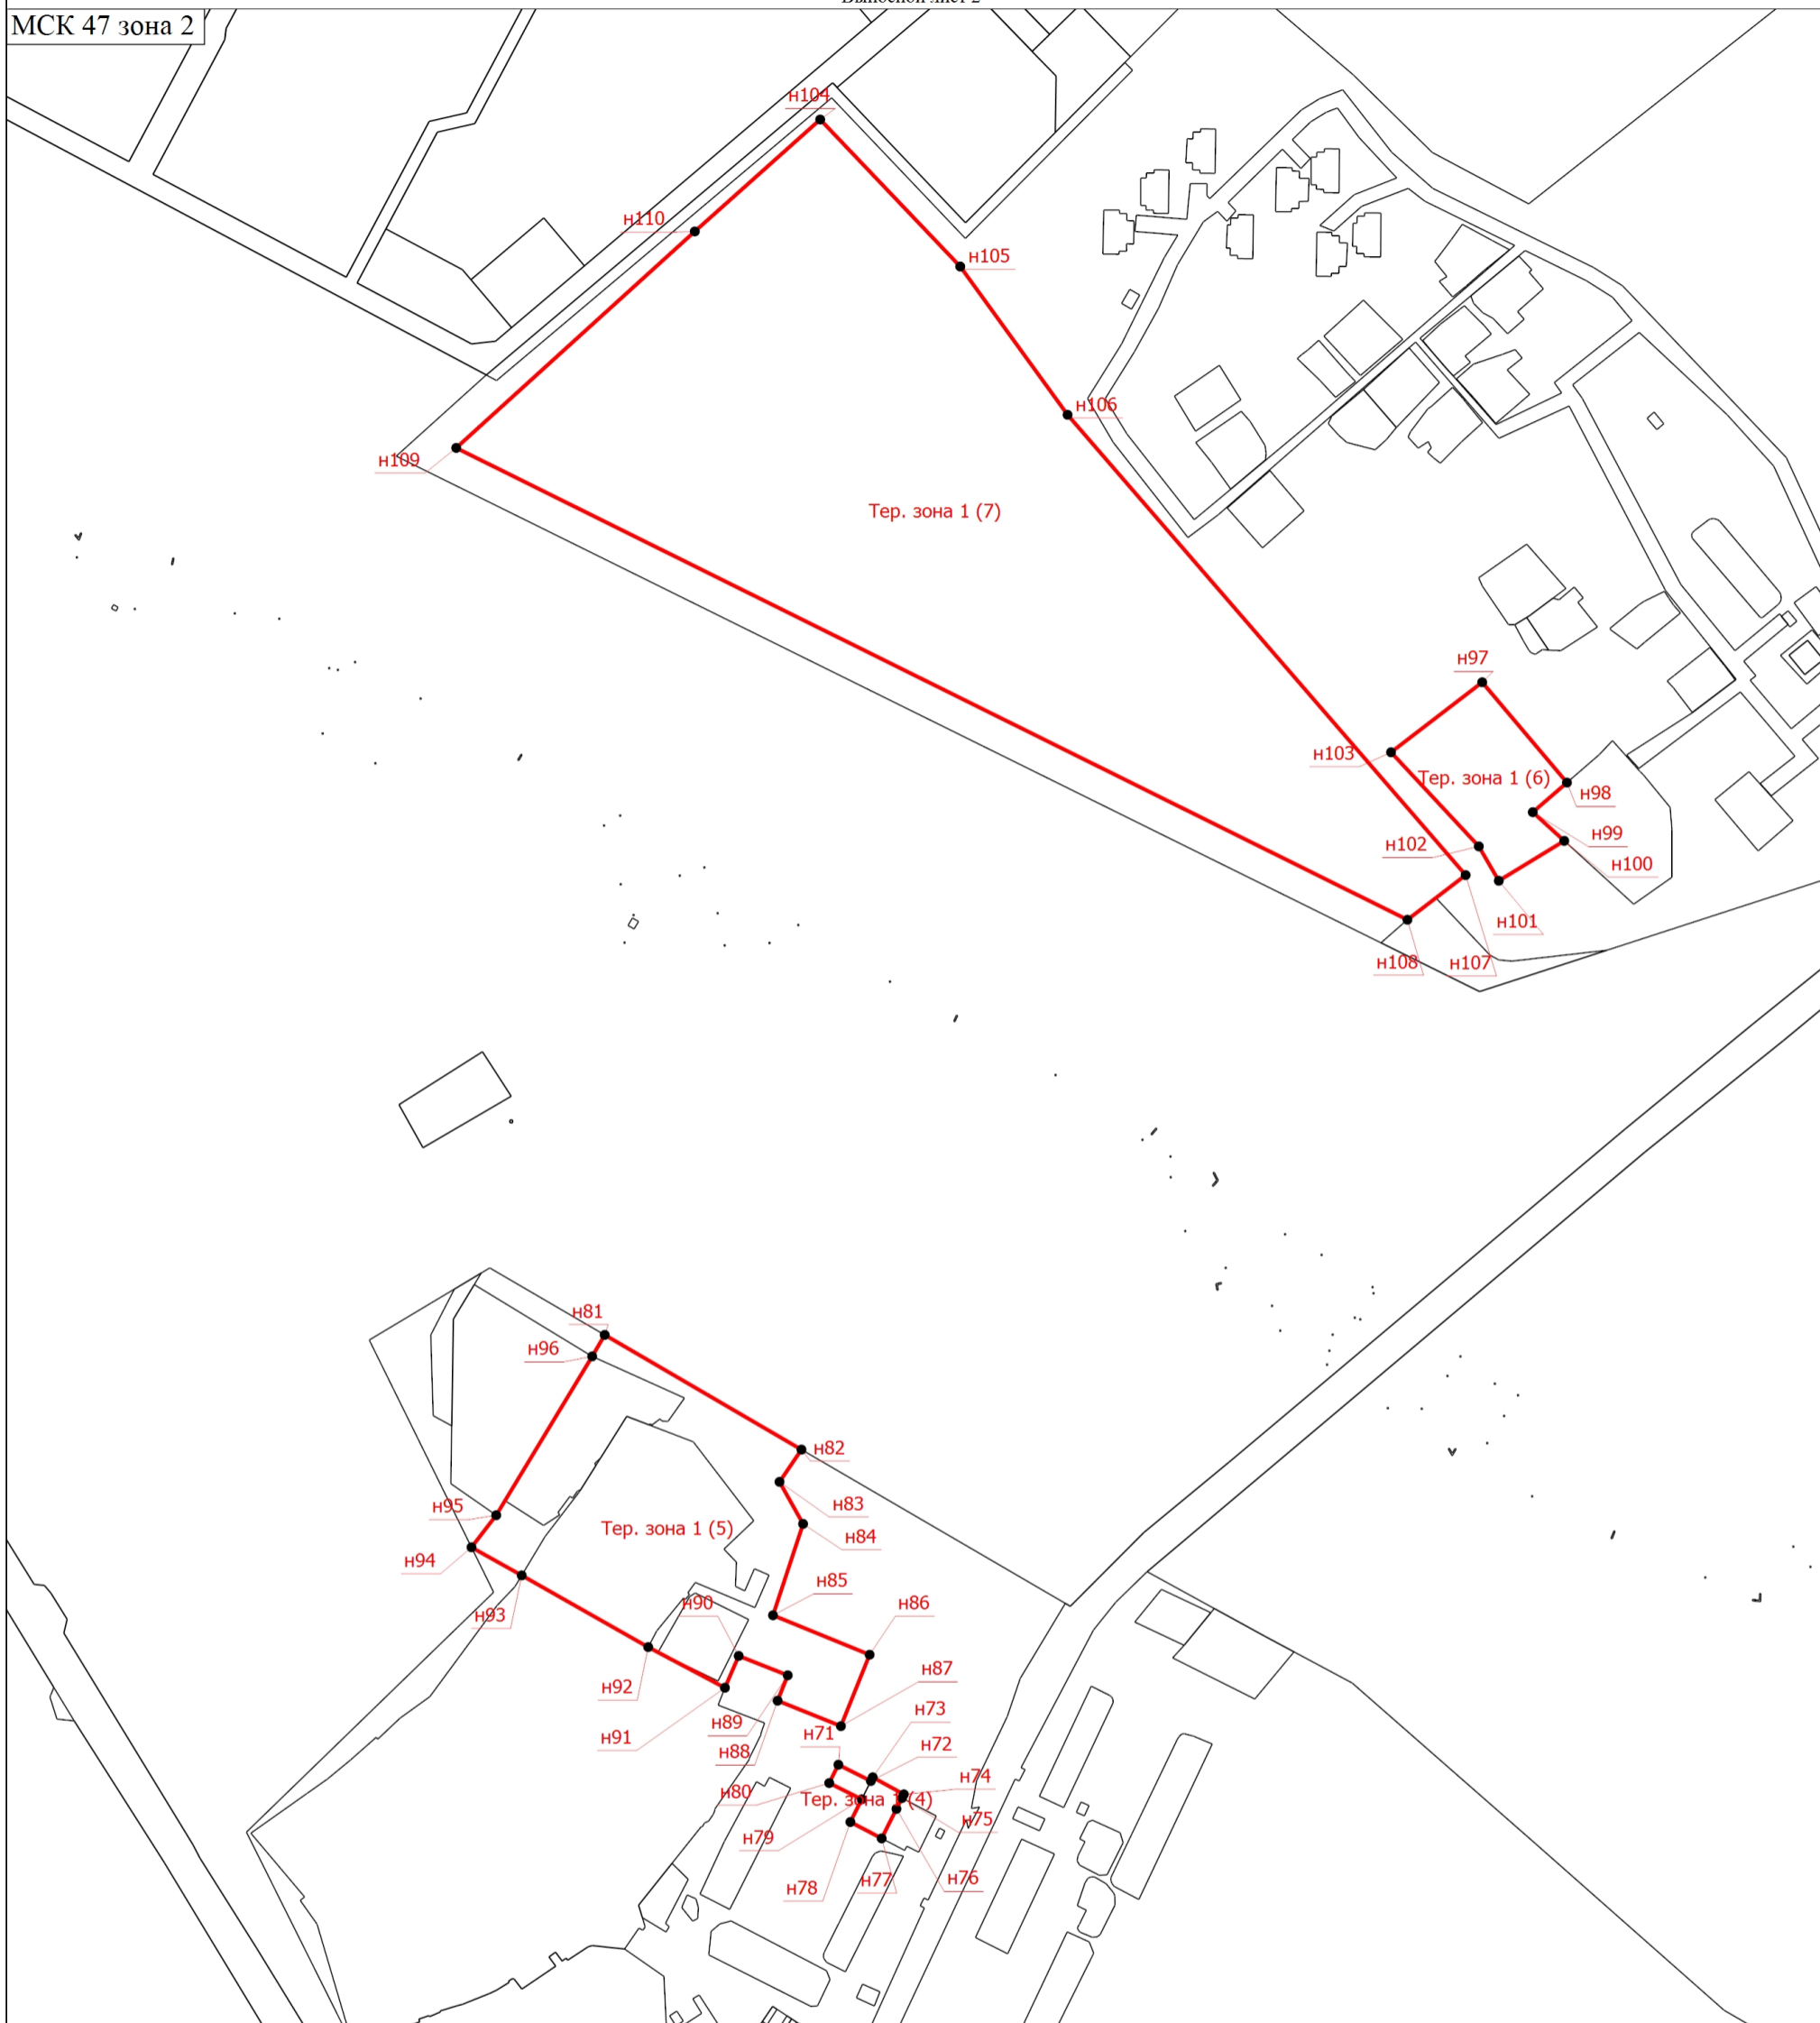 МСК 47 зона 2
н104
н110
н105
н106
н109
Тер. зона 1 (7)
н97
н103
Тер. зона 1 (6)
н98
н99
н102
н100
н101
н108
н107
н81
н96
н82
н83
н95
Тер. зона 1 (5)
н84
н94
н85
н90
н86
н93
н87
н92
н73
н89
н71
н91
н72
н88
н74
н80
Тер. зона 1 (4)
н75
н79
н76
н77
н78